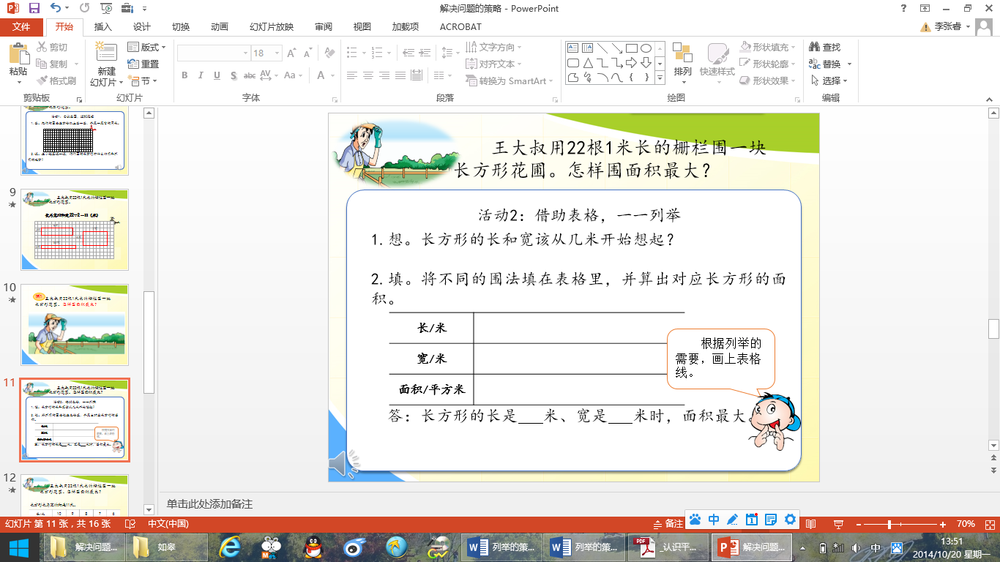 解决问题的策略 - PowerPoint
李张睿
文件 开始 插入 设计 切换 动画 幻灯片放映 审阅 视图 加载项 ACROBAT
粘贴
剪切
复制
格式刷
剪贴板
新建
幻灯片
版式
重置
节
幻灯片
18
字体
文字方向
对齐文本
转换为 SmartArt
段落
排列
快速样式
形状填充
形状轮廓
形状效果
绘图
查找
替换
选择
编辑
9
10
11
12
王大叔用22根1米长的栅栏围一块
长方形花圃。怎样围面积最大?
活动2: 借助表格, 一一列举
1.想。长方形的长和宽该从几米开始想起?
2.填。将不同的围法填在表格里, 并算出对应长方形的面
积。
长/米
宽/米
面积/平方米
根据列举的
需要, 画上表格
线。
答: 长方形的长是___米、宽是___米时, 面积最大.
单击此处添加备注
幻灯片 第 11 张, 共 16 张 中文(中国) 备注 70%
中
解决问题... 如皋 列举的策... 列举的策... _认识平... 解决问题...
中
13:51
2014/10/20 星期一